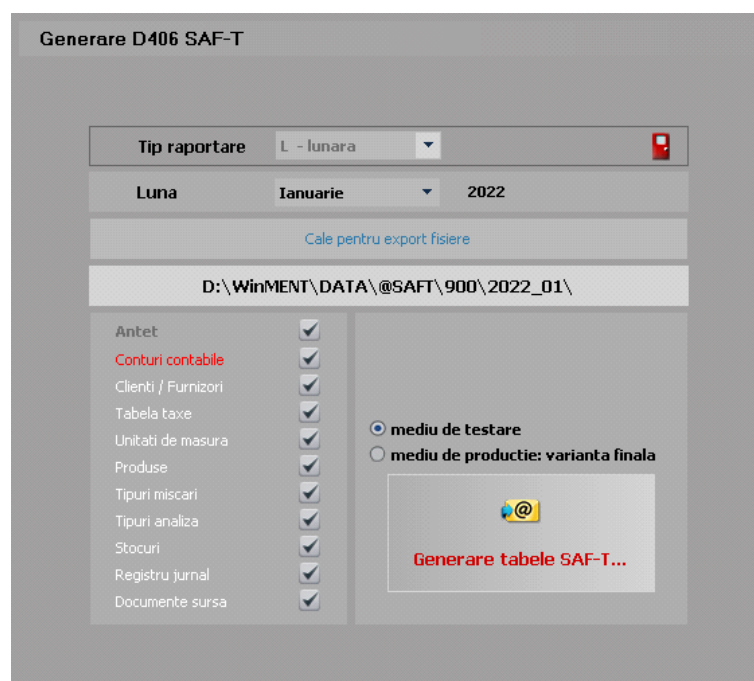 Generare D406 SAF-T
Tip raportare L - lunara
Luna Ianuarie 2022
Cale pentru export fisiere
D:\WinMENT\DATA\@SAFT\900\2022_01\
Antet
Conturi contabile
Clienti / Furnizori
Tabela taxe
Unitati de masura
Produse
Tipuri miscari
Tipuri analiza
Stocuri
Registru jurnal
Documente sursa
mediu de testare
mediu de productie: varianta finala
@
Generare tabele SAF-T...